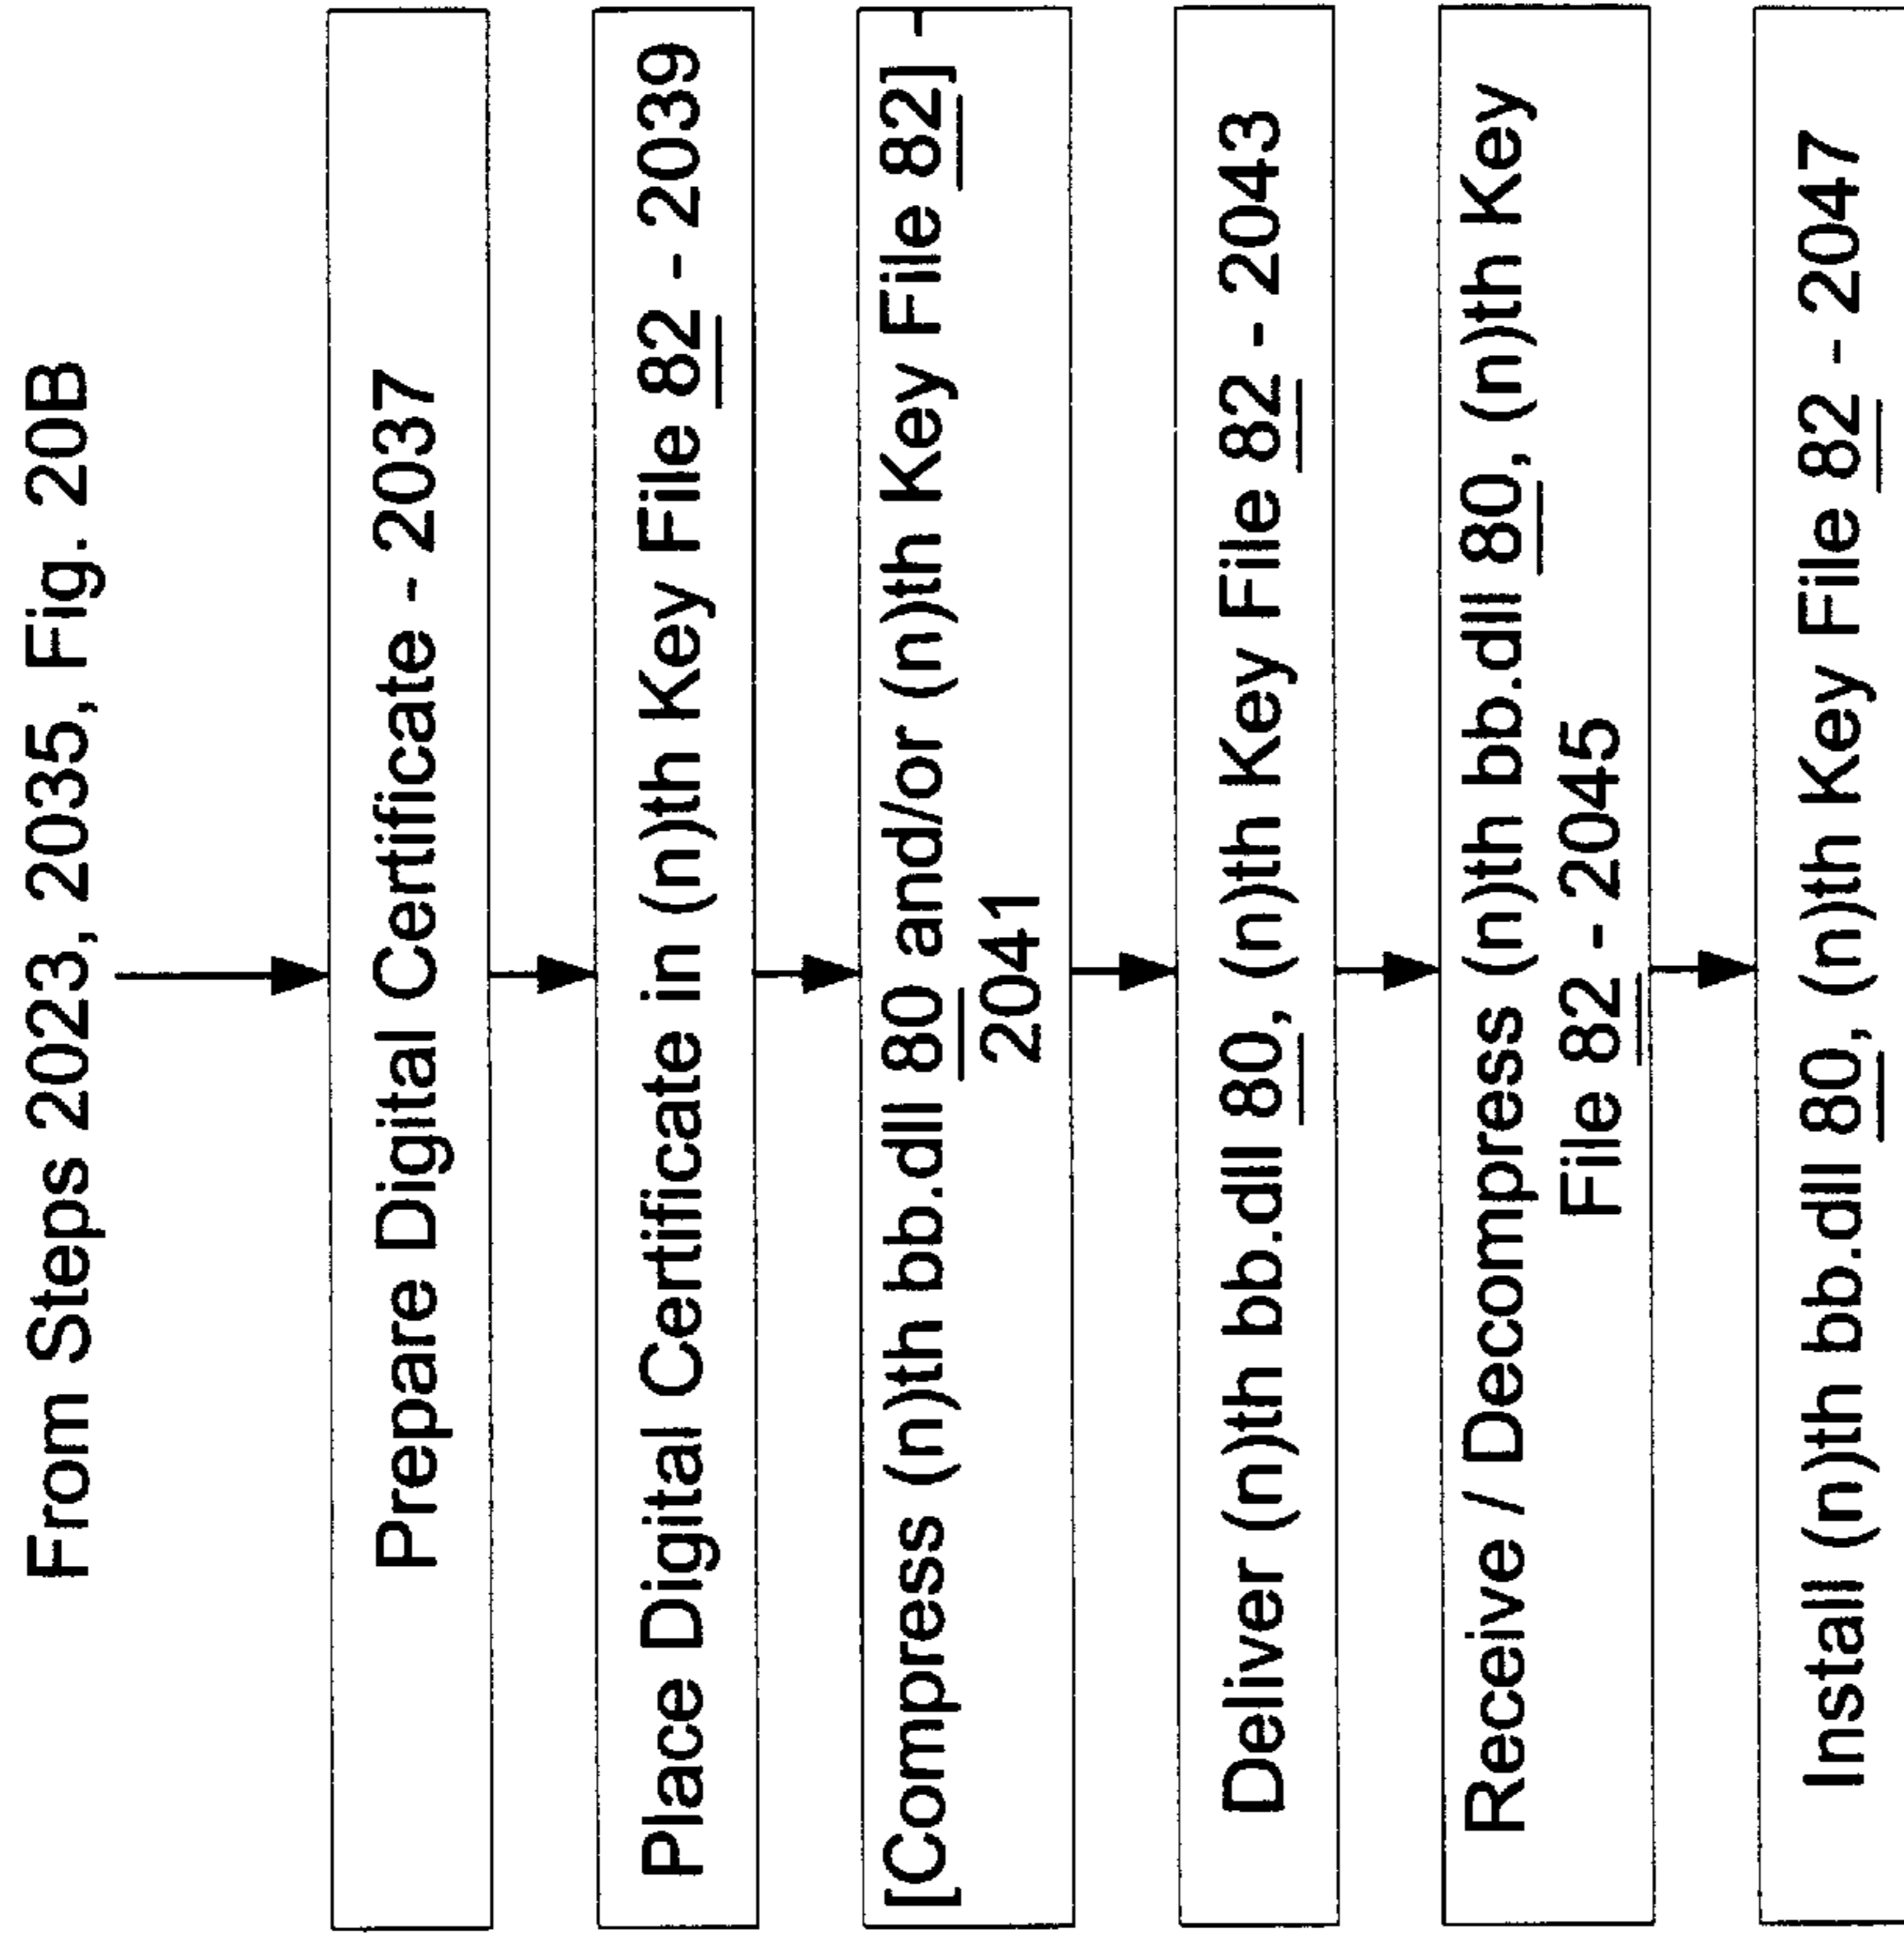 From Steps 2023, 2035, Fig. 20B
Prepare Digital Certificate - 2037
Place Digital Certificate in (n)th Key File 82 - 2039
[Compress (n)th bb.dll 80 and/or (n)th Key File 82] -
2041
Deliver (n)th bb.dll 80, (n)th Key File 82 - 2043
Receive / Decompress (n)th bb.dll 80, (n)th Key
File 82 - 2045
Install (n)th bb.dll 80, (n)th Key File 82 - 2047